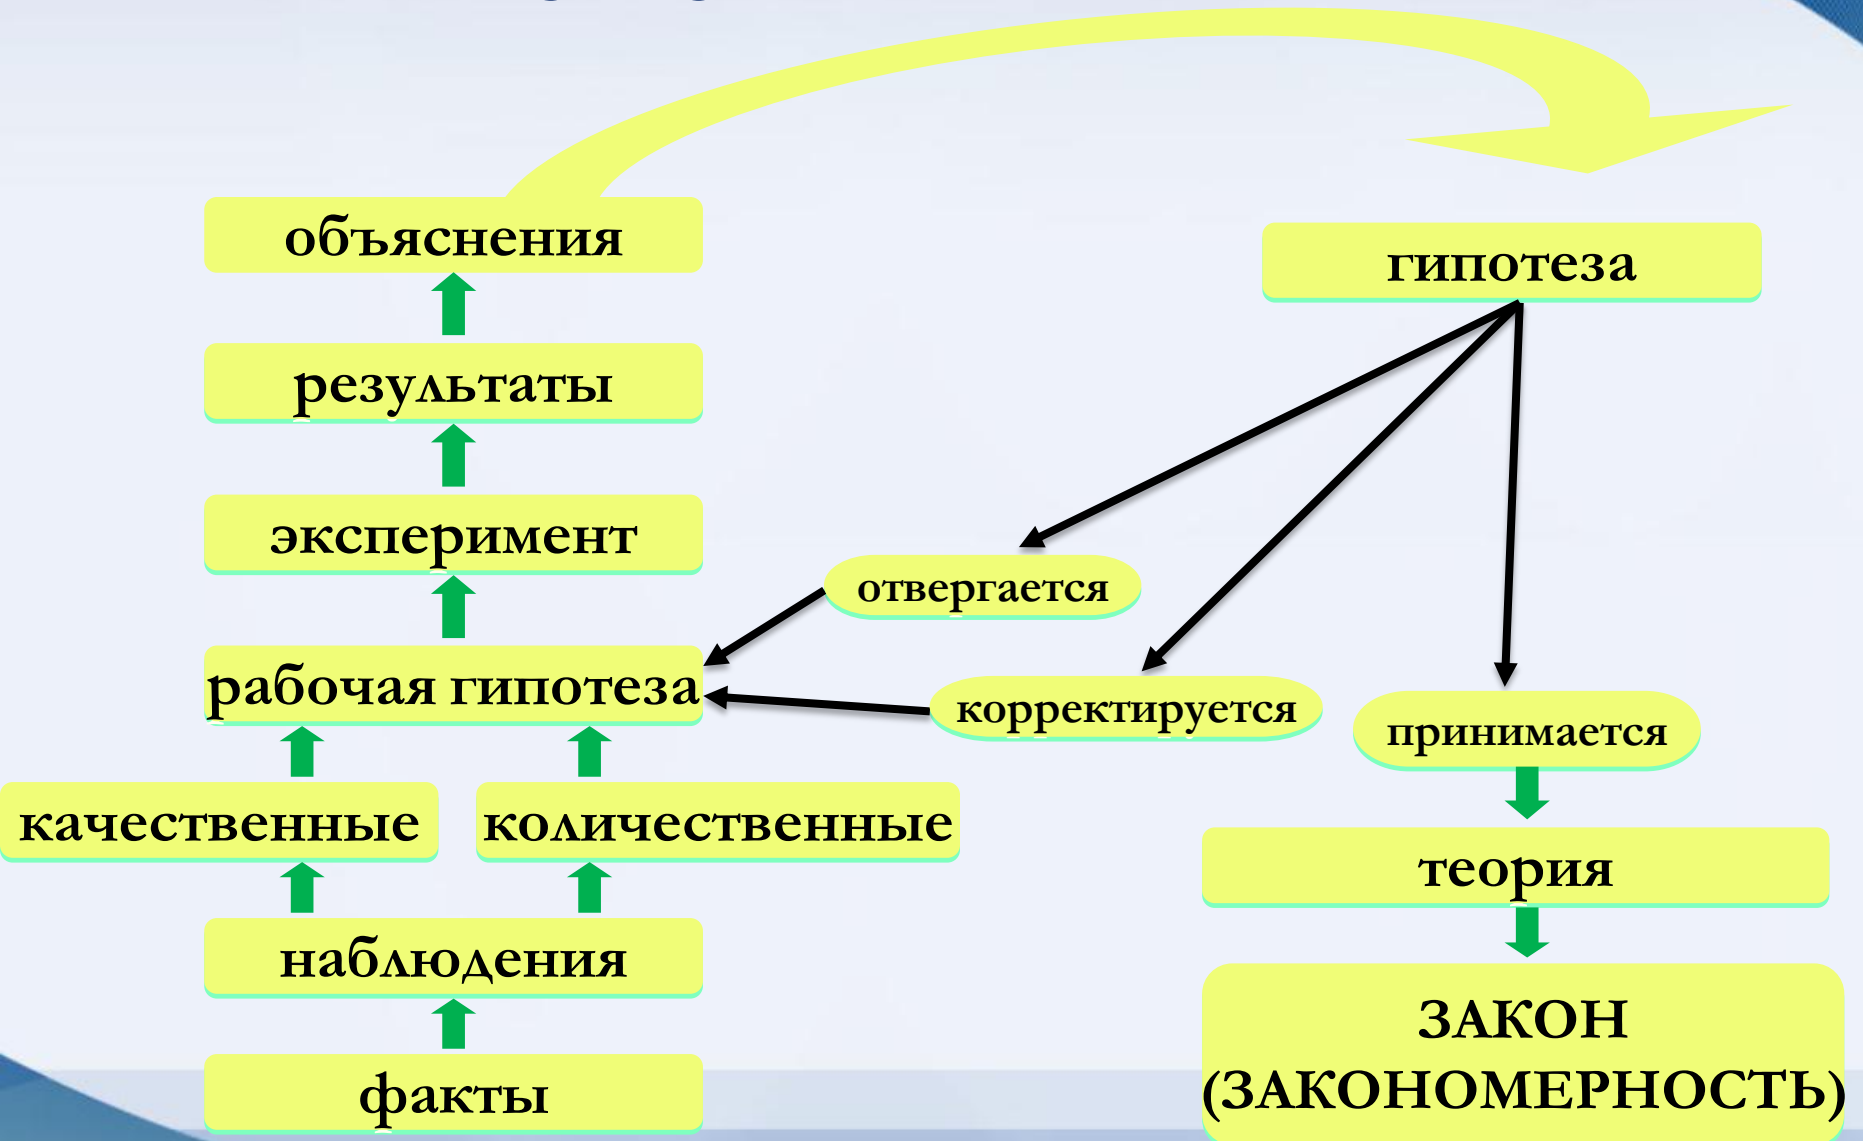 объяснения
гипотеза
результаты
эксперимент
отвергается
рабочая гипотеза
корректируется
принимается
качественные
количественные
теория
наблюдения
ЗАКОН
(ЗАКОНОМЕРНОСТЬ)
факты